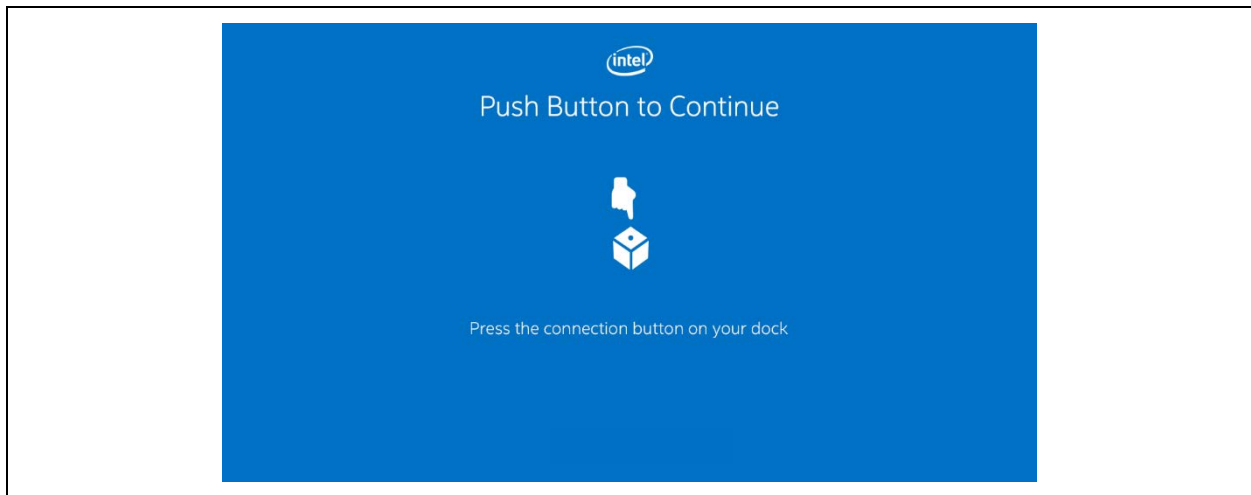 intel
Push Button to Continue
Press the connection button on your dock